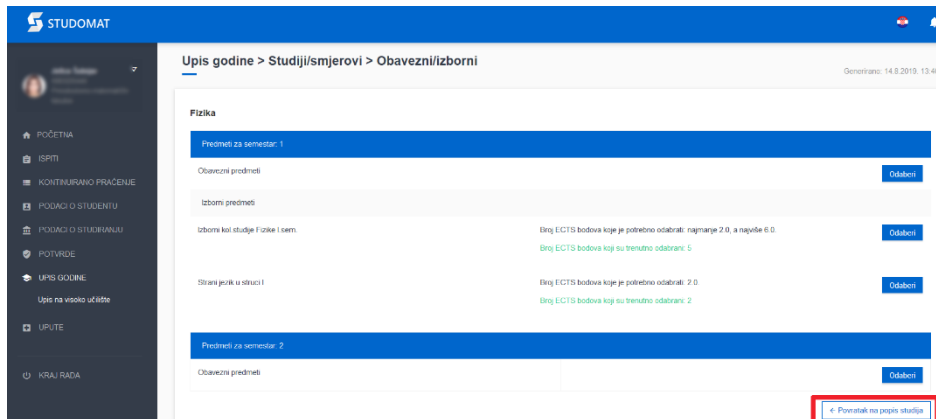 STUDOMAT
Upis godine > Studiji/smjerovi > Obavezni/izborni
Generirano: 14.8.2019. 13:4
POČETNA
ISPITI
KONTINUIRANO PRAĆENJE
PODACI O STUDENTU
PODACI O STUDIRANJU
POTVRDE
UPIS GODINE
Upis na visoko učilište
UPUTE
KRAJ RADA
Fizika
Predmeti za semestar: 1
Obavezni predmeti
Odaberi
Izborni predmeti
Izborni kol.studije Fizike I.sem.
Broj ECTS bodova koje je potrebno odabrati: najmanje 2.0, a najviše 6.0
Odaberi
Broj ECTS bodova koji su trenutno odabrani: 5
Strani jezik u struci I
Broj ECTS bodova koje je potrebno odabrati: 2.0
Odaberi
Broj ECTS bodova koji su trenutno odabrani: 2
Predmeti za semestar: 2
Obavezni predmeti
Odaberi
← Povratak na popis studija